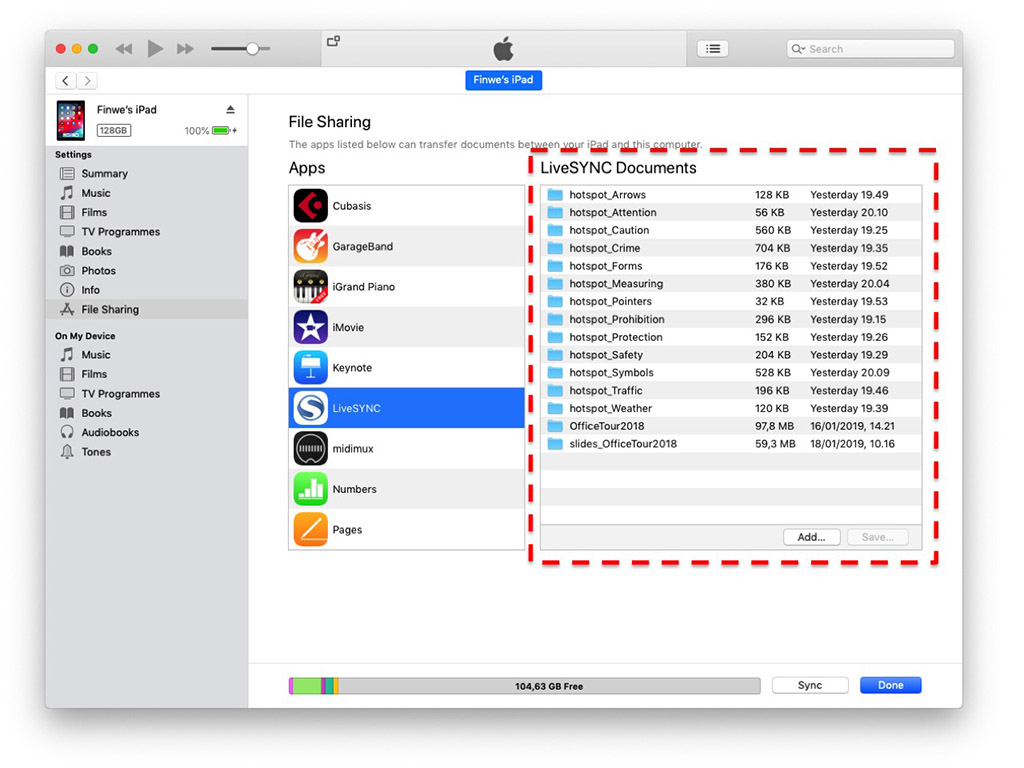 Search
Finwe's iPad
Finwe's iPad
128GB 100%
Settings
Summary
Music
Films
TV Programmes
Books
Photos
Info
File Sharing
On My Device
Music
Films
TV Programmes
Books
Audiobooks
Tones
File Sharing
The apps listed below can transfer documents between your iPad and this computer.
Apps
Cubasis
GarageBand
iGrand Piano
iMovie
Keynote
LiveSYNC
midimux
Numbers
Pages
LiveSYNC Documents
hotspot_Arrows 128 KB Yesterday 19.49
hotspot_Attention 56 KB Yesterday 20.10
hotspot_Caution 560 KB Yesterday 19.25
hotspot_Crime 704 KB Yesterday 19.35
hotspot_Forms 176 KB Yesterday 19.52
hotspot_Measuring 380 KB Yesterday 20.04
hotspot_Pointers 32 KB Yesterday 19.53
hotspot_Prohibition 296 KB Yesterday 19.15
hotspot_Protection 152 KB Yesterday 19.26
hotspot_Safety 204 KB Yesterday 19.29
hotspot_Symbols 528 KB Yesterday 20.09
hotspot_Traffic 196 KB Yesterday 19.46
hotspot_Weather 120 KB Yesterday 19.39
OfficeTour2018 97,8 MB 16/01/2019, 14.21
slides_OfficeTour2018 59,3 MB 18/01/2019, 10.16
Add... Save...
104,63 GB Free
Sync Done